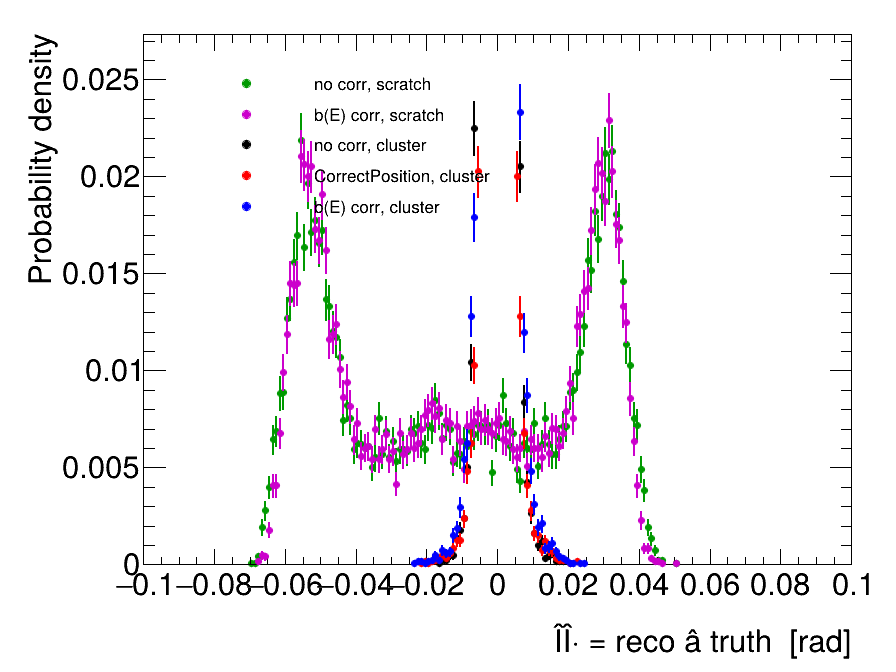 Probability density
0.025
0.02
0.015
0.01
0.005
0
no corr, scratch
b(E) corr, scratch
no corr, cluster
CorrectPosition, cluster
b(E) corr, cluster
−0.1 −0.08 −0.06 −0.04 −0.02 0 0.02 0.04 0.06 0.08 0.1
ÎÎ· = reco â truth [rad]